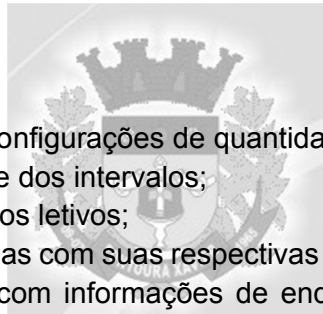 onfigurações de quantida
e dos intervalos;
os letivos;
as com suas respectivas
com informações de end